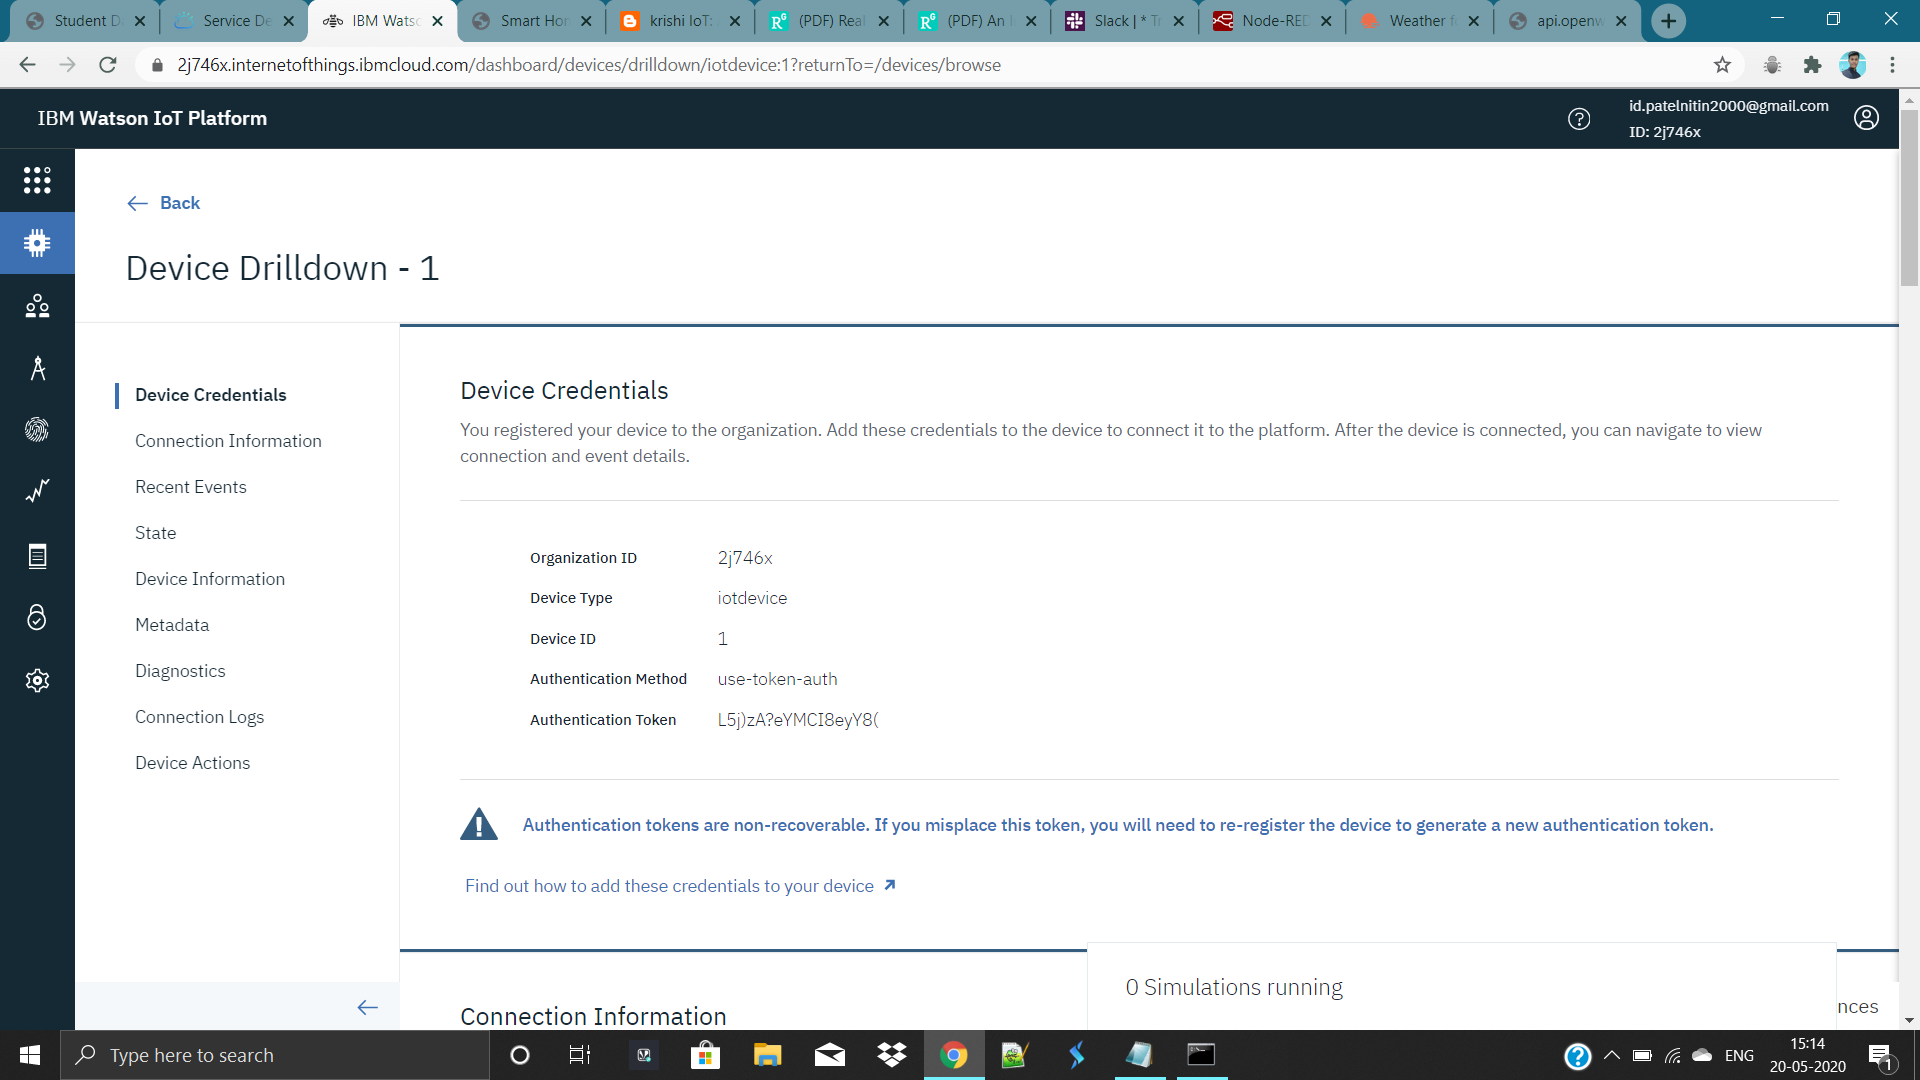 Student D
Service De
IBM Wats
Smart Hom
krishi IoT:
(PDF) Real
(PDF) An
Slack | * Tr
Node-RED
Weather f
api.openw
2j746x.internetofthings.ibmcloud.com/dashboard/devices/drilldown/iotdevice:1?returnTo=/devices/browse
IBM Watson IoT Platform
id.patelnitin2000@gmail.com
ID: 2j746x
Back
Device Drilldown - 1
Device Credentials
Connection Information
Recent Events
State
Device Information
Metadata
Diagnostics
Connection Logs
Device Actions
Device Credentials
You registered your device to the organization. Add these credentials to the device to connect it to the platform. After the device is connected, you can navigate to view
connection and event details.
Organization ID 2j746x
Device Type iotdevice
Device ID 1
Authentication Method use-token-auth
Authentication Token L5j)zA?eYMCI8eyY8(
Authentication tokens are non-recoverable. If you misplace this token, you will need to re-register the device to generate a new authentication token.
Find out how to add these credentials to your device
Connection Information
0 Simulations running
nces
Type here to search
ENG
15:14
20-05-2020
1